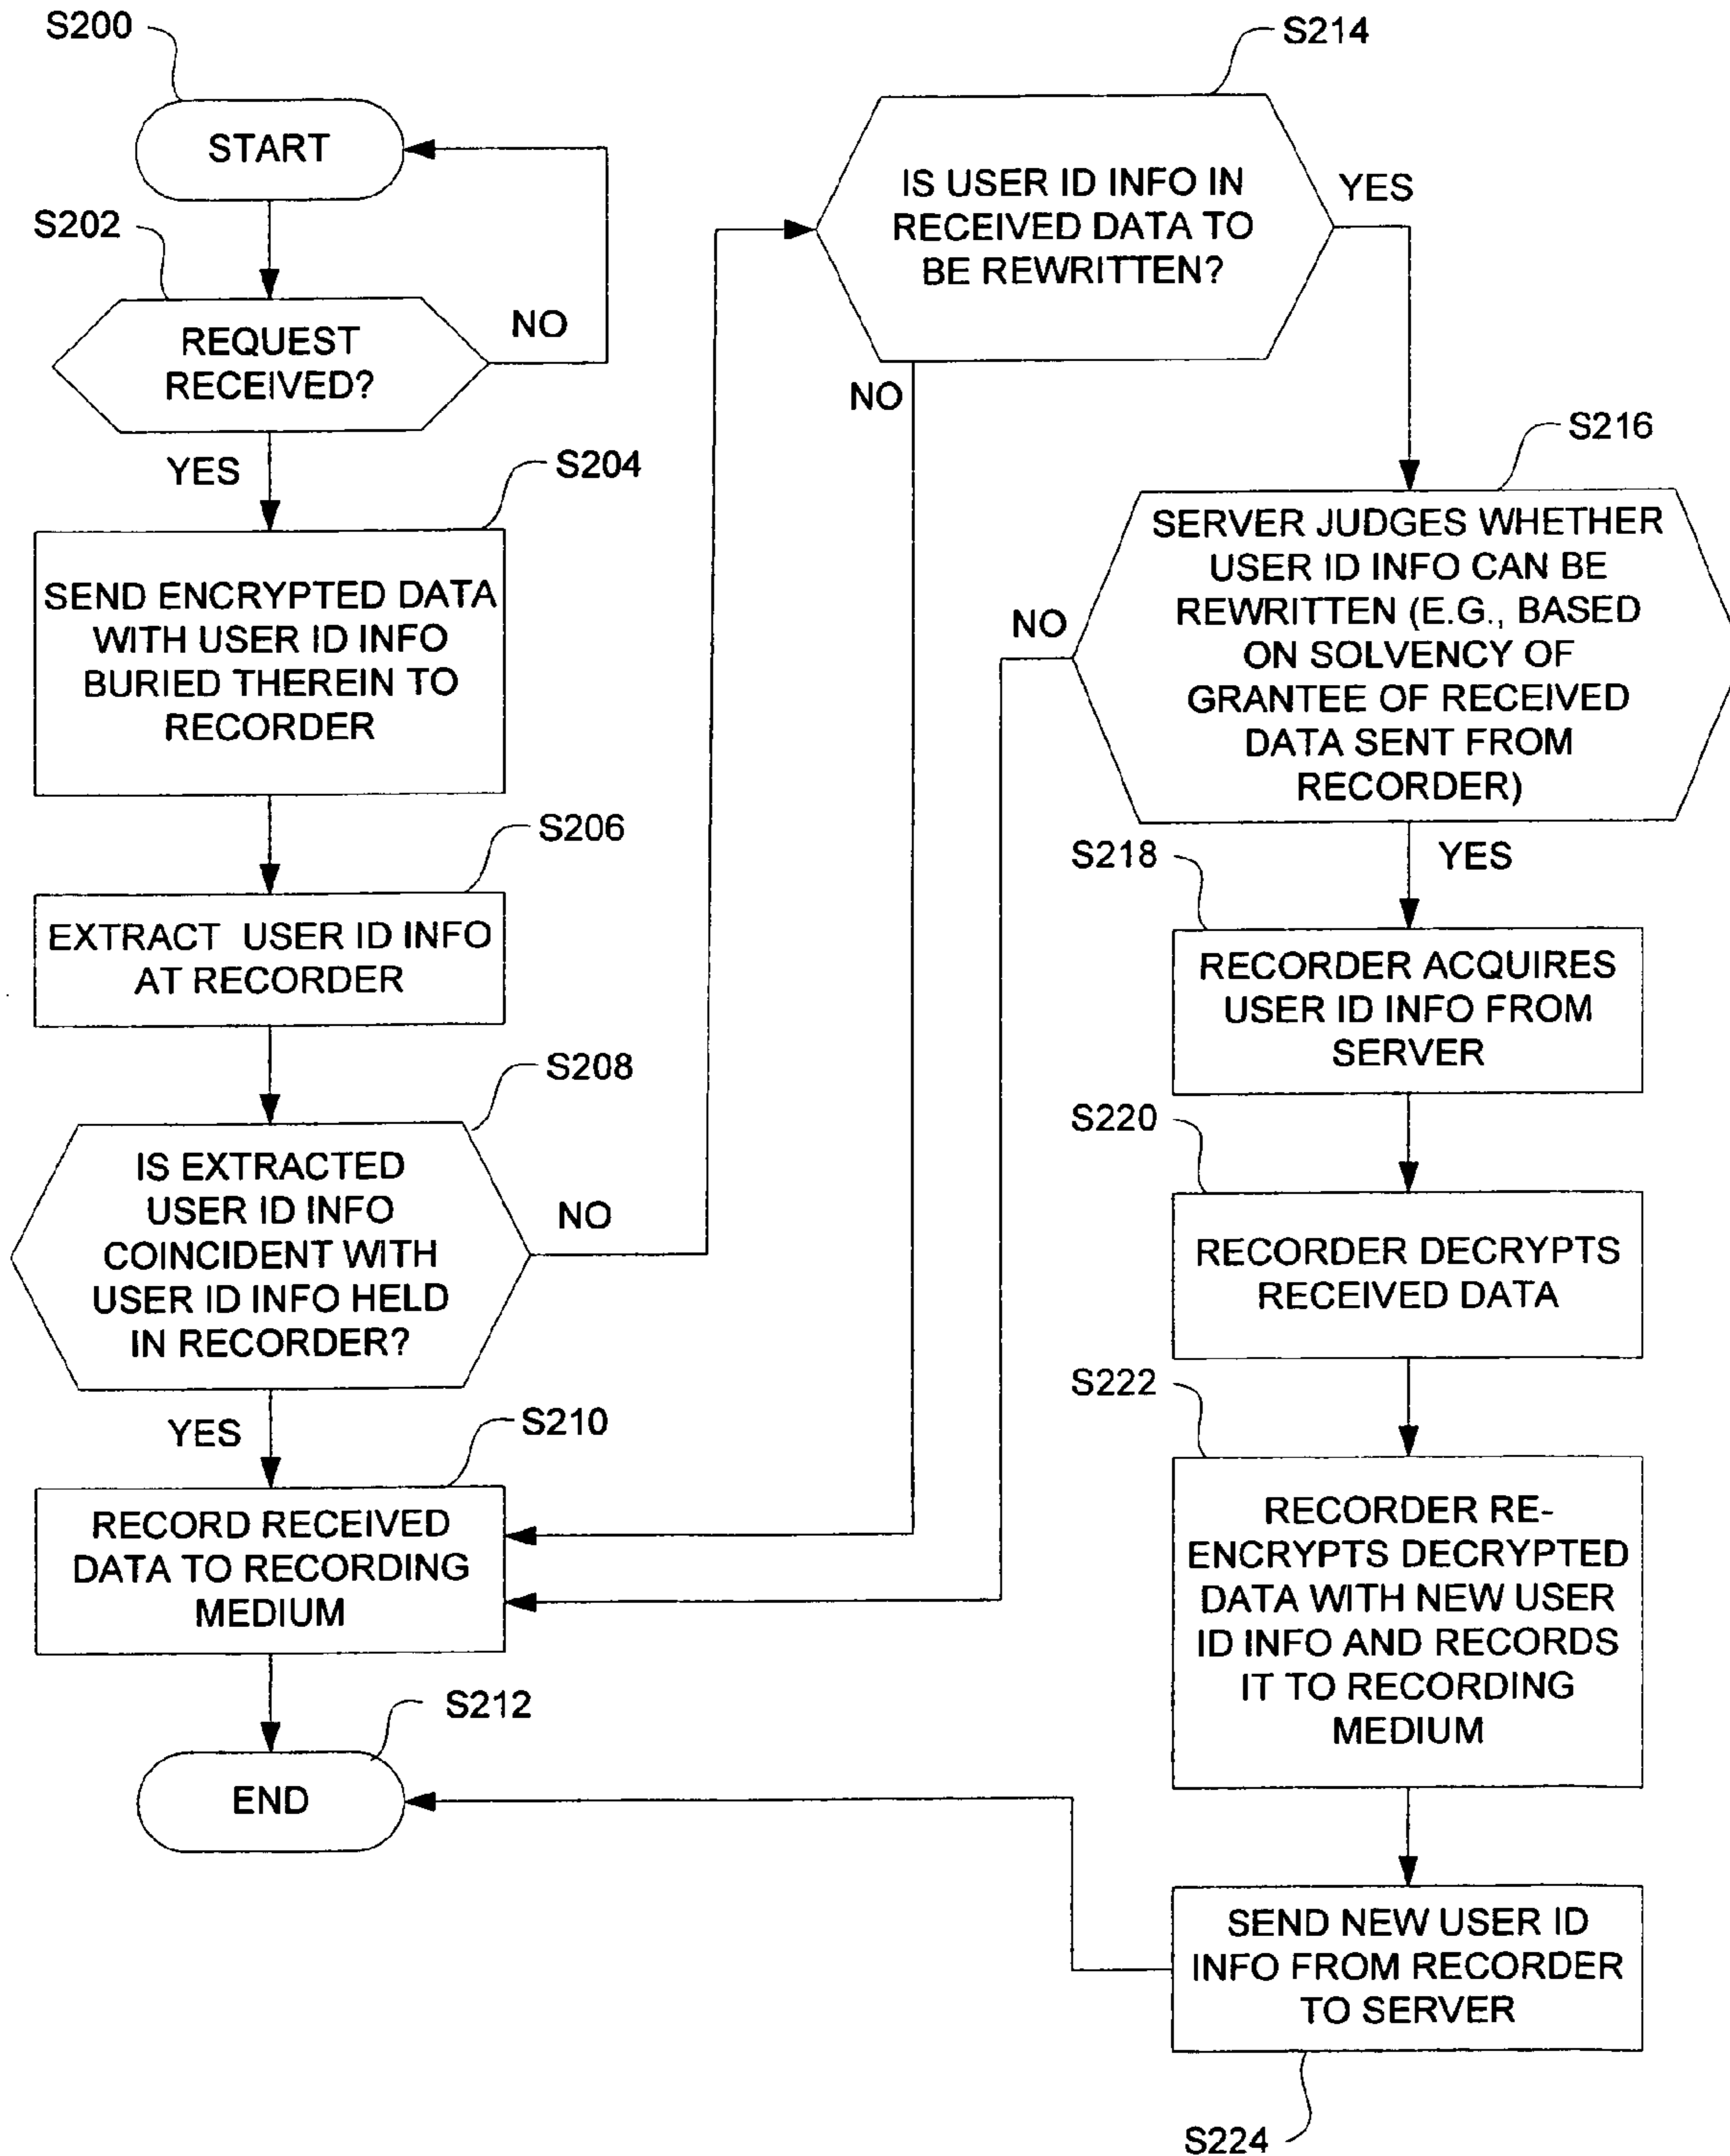 S200
START
S202
REQUEST
RECEIVED?
NO
YES
S204
SEND ENCRYPTED DATA
WITH USER ID INFO
BURIED THEREIN TO
RECORDER
S206
EXTRACT USER ID INFO
AT RECORDER
S208
IS EXTRACTED
USER ID INFO
COINCIDENT WITH
USER ID INFO HELD
IN RECORDER?
NO
YES
S210
RECORD RECEIVED
DATA TO RECORDING
MEDIUM
S212
END
S214
IS USER ID INFO IN
RECEIVED DATA TO
BE REWRITTEN?
YES
NO
S216
SERVER JUDGES WHETHER
USER ID INFO CAN BE
REWRITTEN (E.G., BASED
ON SOLVENCY OF
GRANTEE OF RECEIVED
DATA SENT FROM
RECORDER)
NO
YES
S218
RECORDER ACQUIRES
USER ID INFO FROM
SERVER
S220
RECORDER DECRYPTS
RECEIVED DATA
S222
RECORDER RE-
ENCRYPTS DECRYPTED
DATA WITH NEW USER
ID INFO AND RECORDS
IT TO RECORDING
MEDIUM
SEND NEW USER ID
INFO FROM RECORDER
TO SERVER
S224